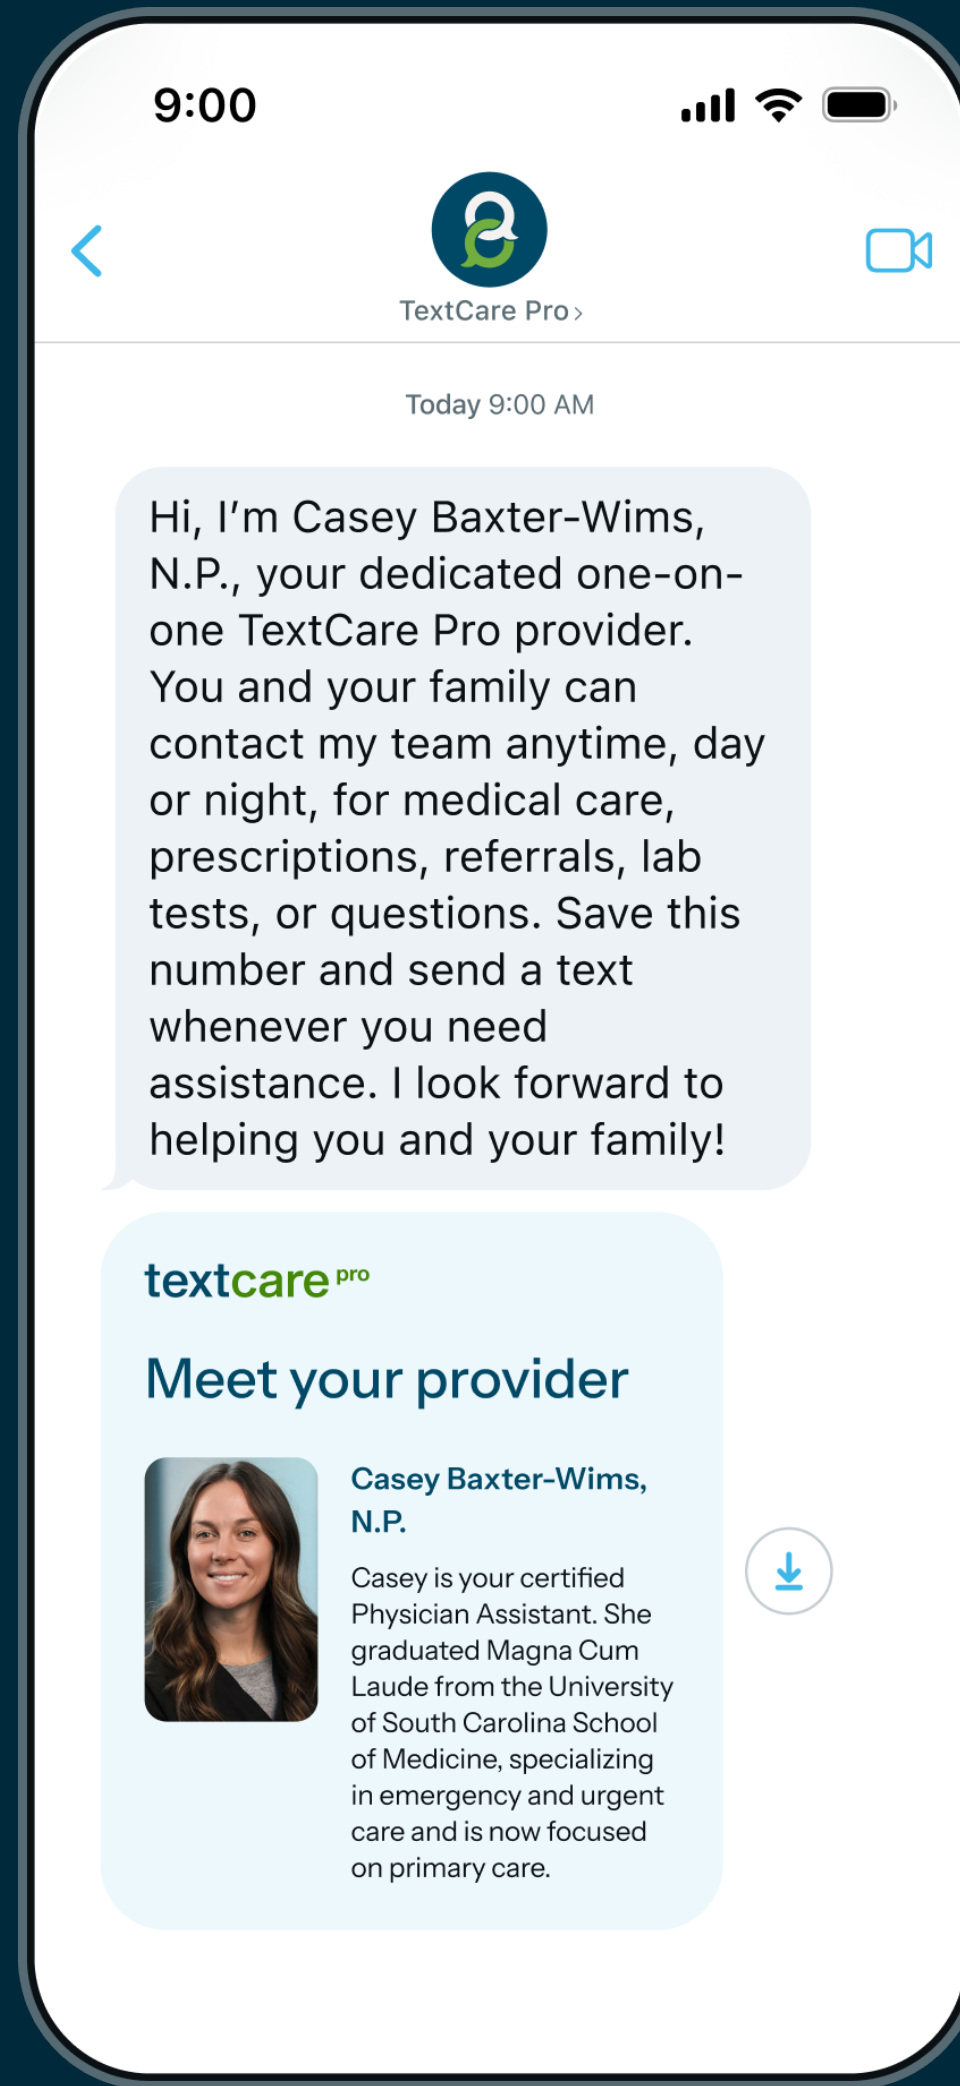 9:00
TextCare Pro›
Today 9:00 AM
Hi, I’m Casey Baxter-Wims,
N.P., your dedicated one-on-
one TextCare Pro provider.
You and your family can
contact my team anytime, day
or night, for medical care,
prescriptions, referrals, lab
tests, or questions. Save this
number and send a text
whenever you need
assistance. I look forward to
helping you and your family!
textcare pro
Meet your provider
Casey Baxter-Wims,
N.P.
Casey is your certified
Physician Assistant. She
graduated Magna Cum
Laude from the University
of South Carolina School
of Medicine, specializing
in emergency and urgent
care and is now focused
on primary care.